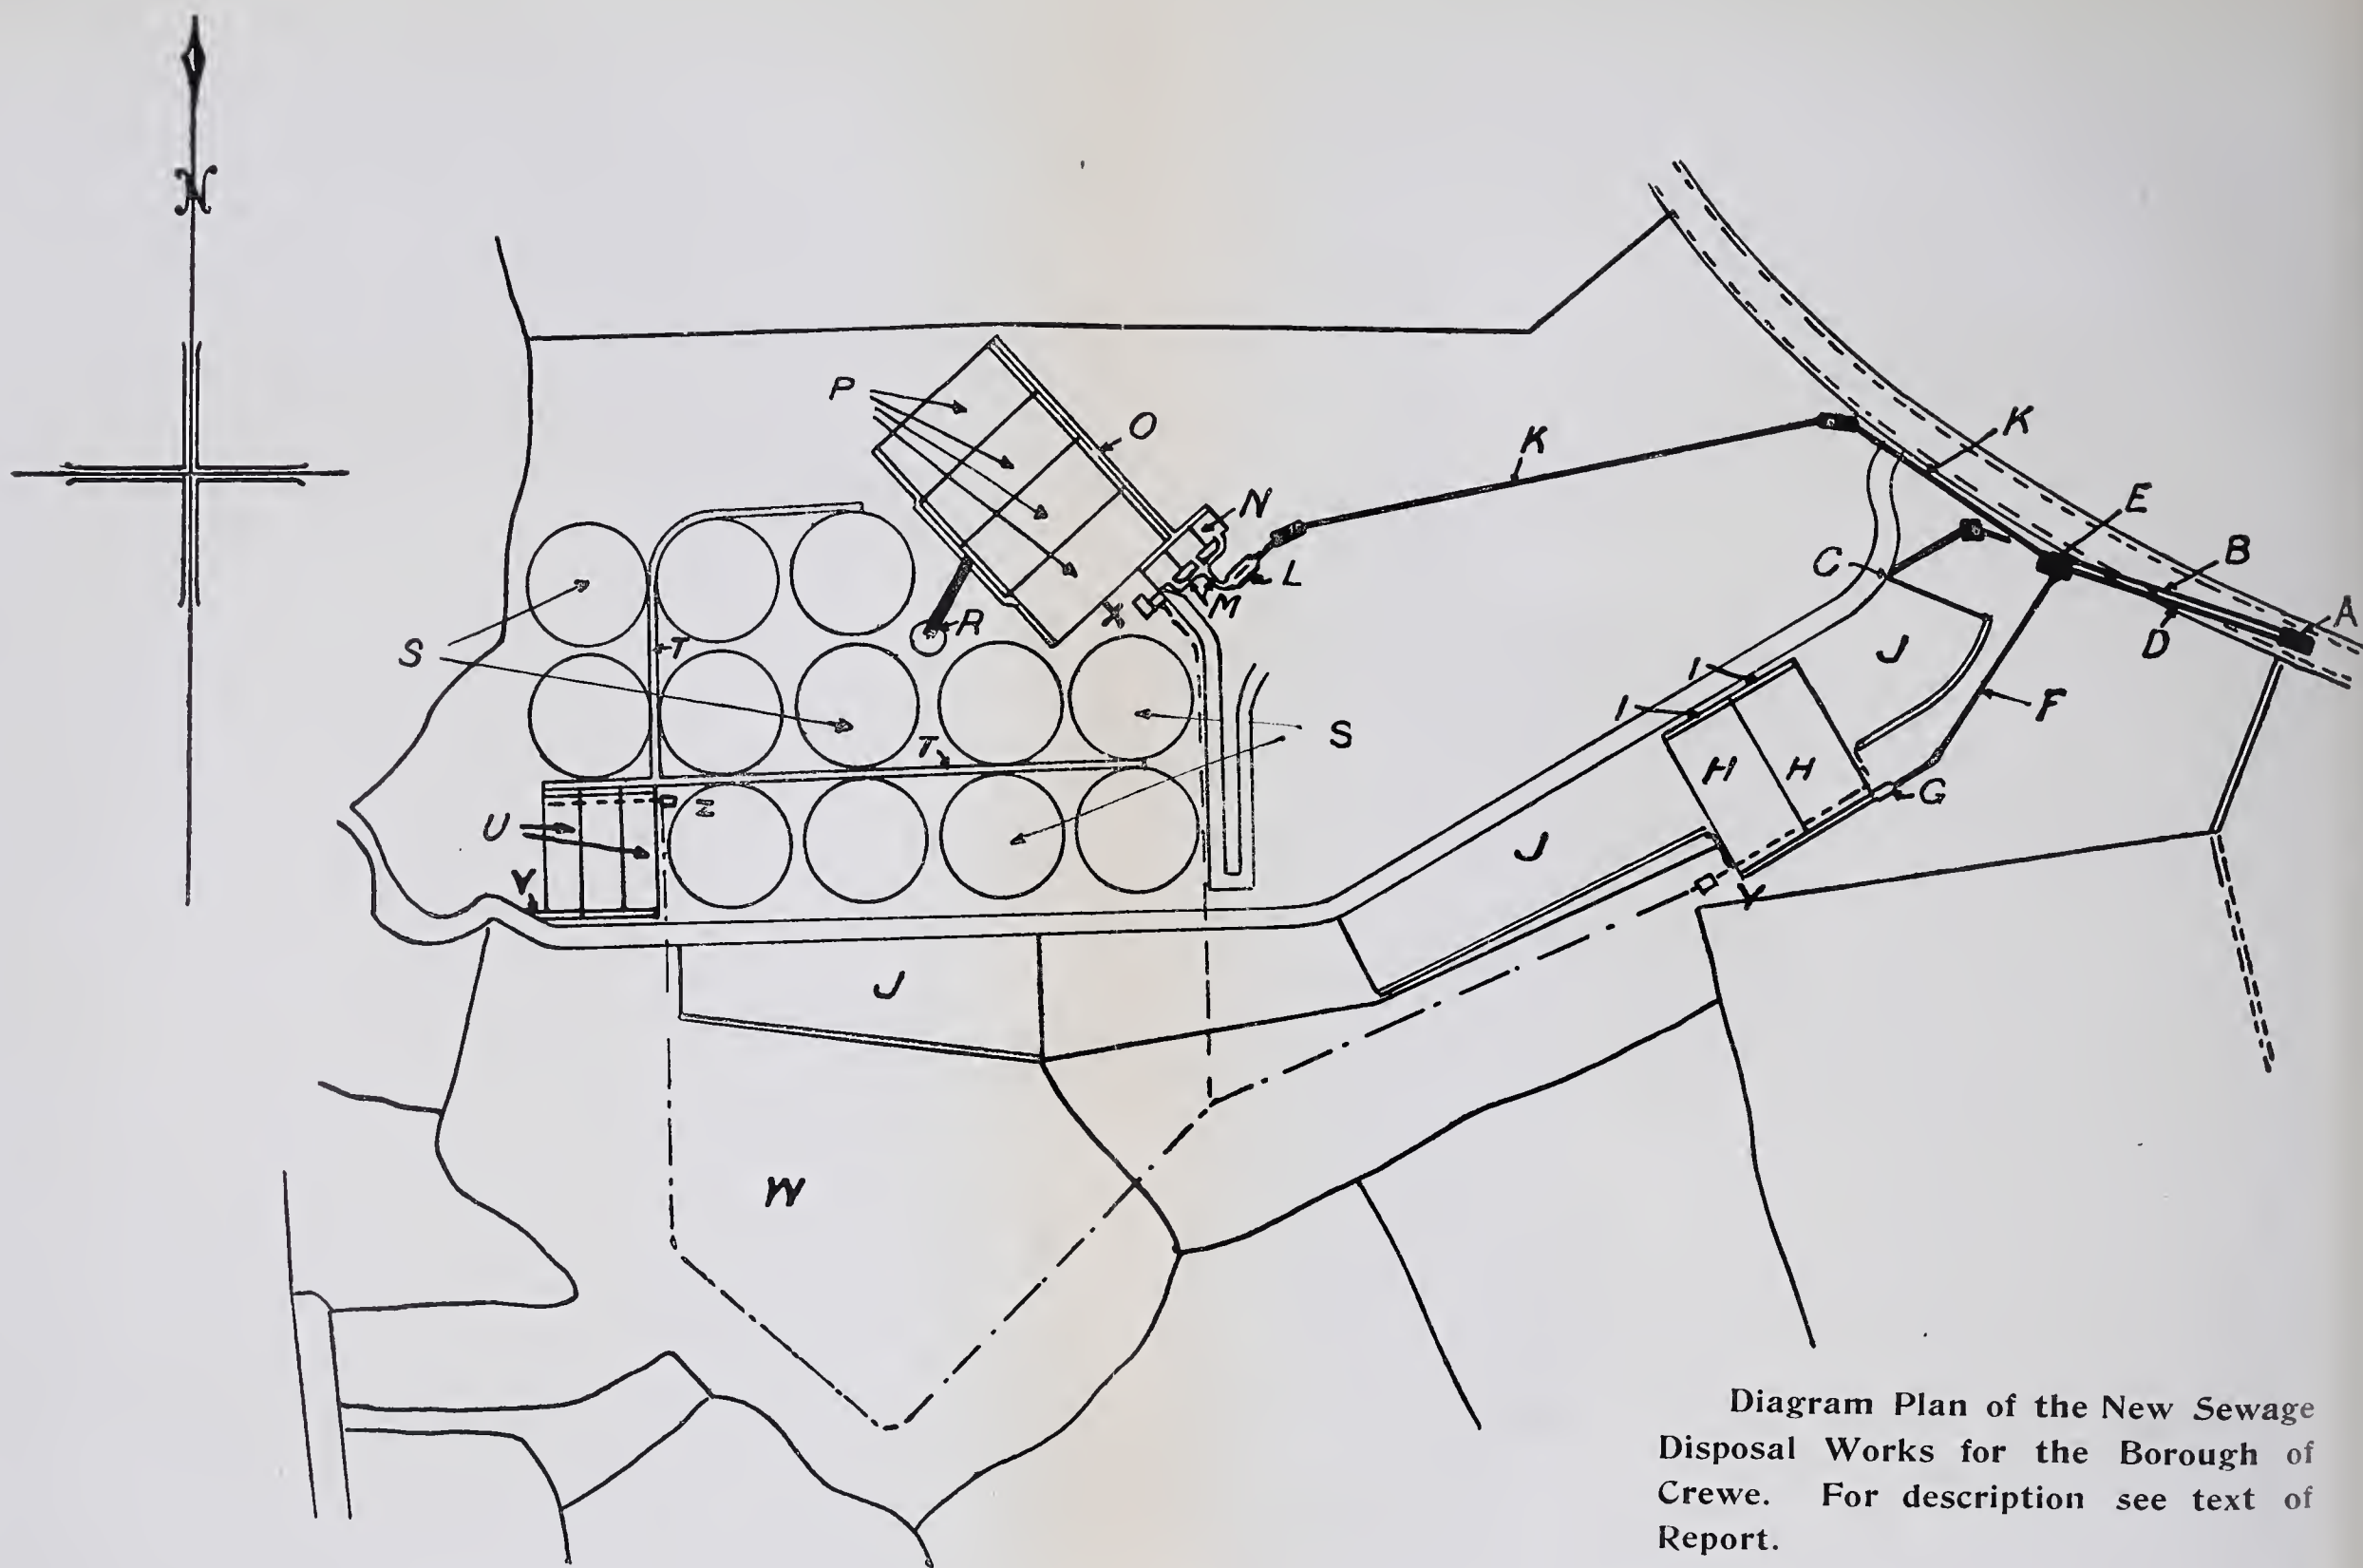 N
K
P
O
K
E
N
B
C
L
A
M
X
R
D
S
T
J
I
F
I
S
T
H
H
G
Z
U
J
V
Y
J
W
Diagram Plan of the New Sewage
Disposal Works for the Borough of
Crewe. For description see text of
Report.